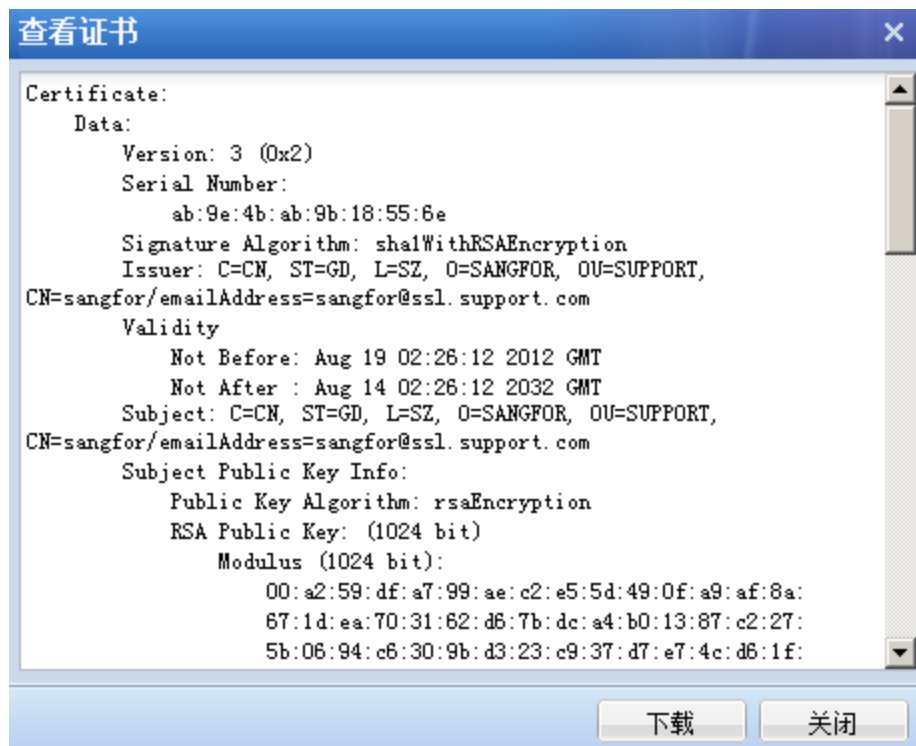 查看证书
Certificate:
Data:
Version: 3 (0x2)
Serial Number:
ab:9e:4b:ab:9b:18:55:6e
Signature Algorithm: sha1WithRSAEncryption
Issuer: C=CN, ST=GD, L=SZ, O=SANGFOR, OU=SUPPORT,
CN=sangfor/emailAddress=sangfor@ssl.support.com
Validity
Not Before: Aug 19 02:26:12 2012 GMT
Not After : Aug 14 02:26:12 2032 GMT
Subject: C=CN, ST=GD, L=SZ, O=SANGFOR, OU=SUPPORT,
CN=sangfor/emailAddress=sangfor@ssl.support.com
Subject Public Key Info:
Public Key Algorithm: rsaEncryption
RSA Public Key: (1024 bit)
Modulus (1024 bit):
00:a2:59:df:a7:99:ae:c2:e5:5d:49:0f:a9:af:8a:
67:1d:ea:70:31:62:d6:7b:dc:a4:b0:13:87:c2:27:
5b:06:94:c6:30:9b:d3:23:c9:37:d7:e7:4c:d6:1f:
下载
关闭